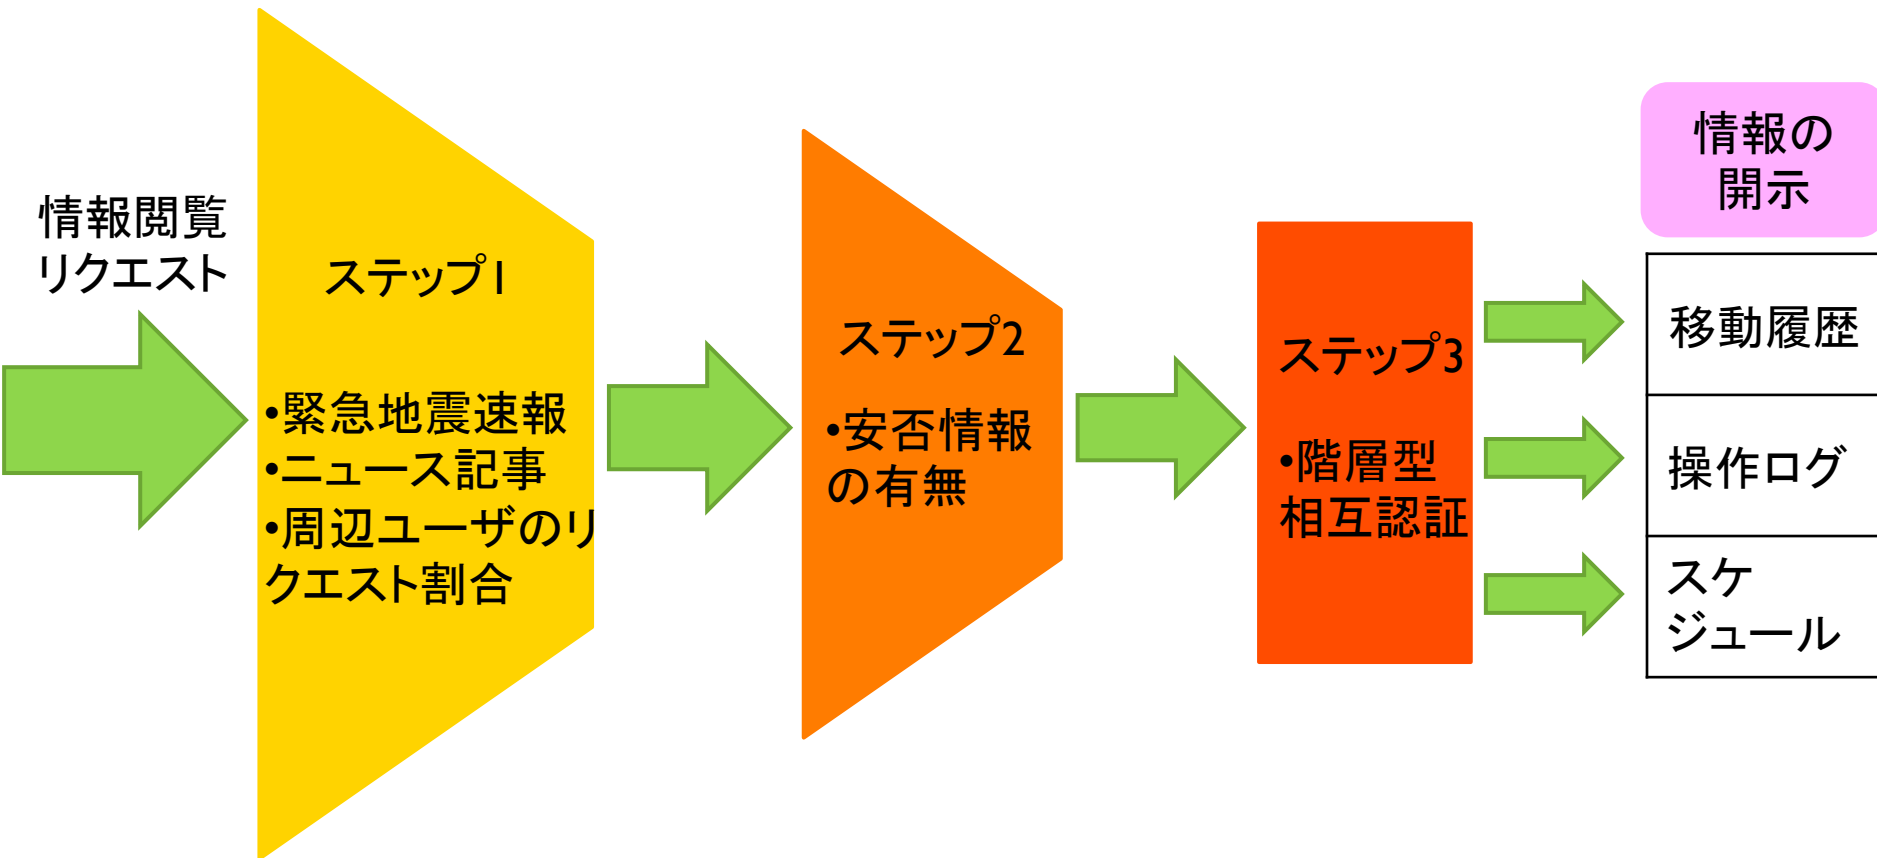 情報閲覧
リクエスト
ステップ1
•緊急地震速報
•ニュース記事
•周辺ユーザのリ
クエスト割合
ステップ2
•安否情報
の有無
ステップ3
•階層型
相互認証
情報の
開示
移動履歴
操作ログ
スケ
ジュール